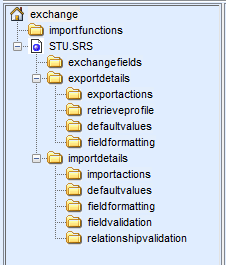 exchange
importfunctions
STU.SRS
exchangefields
exportdetails
exportactions
retrieveprofile
defaultvalues
fieldformatting
importdetails
importactions
defaultvalues
fieldformatting
fieldvalidation
relationshipvalidation